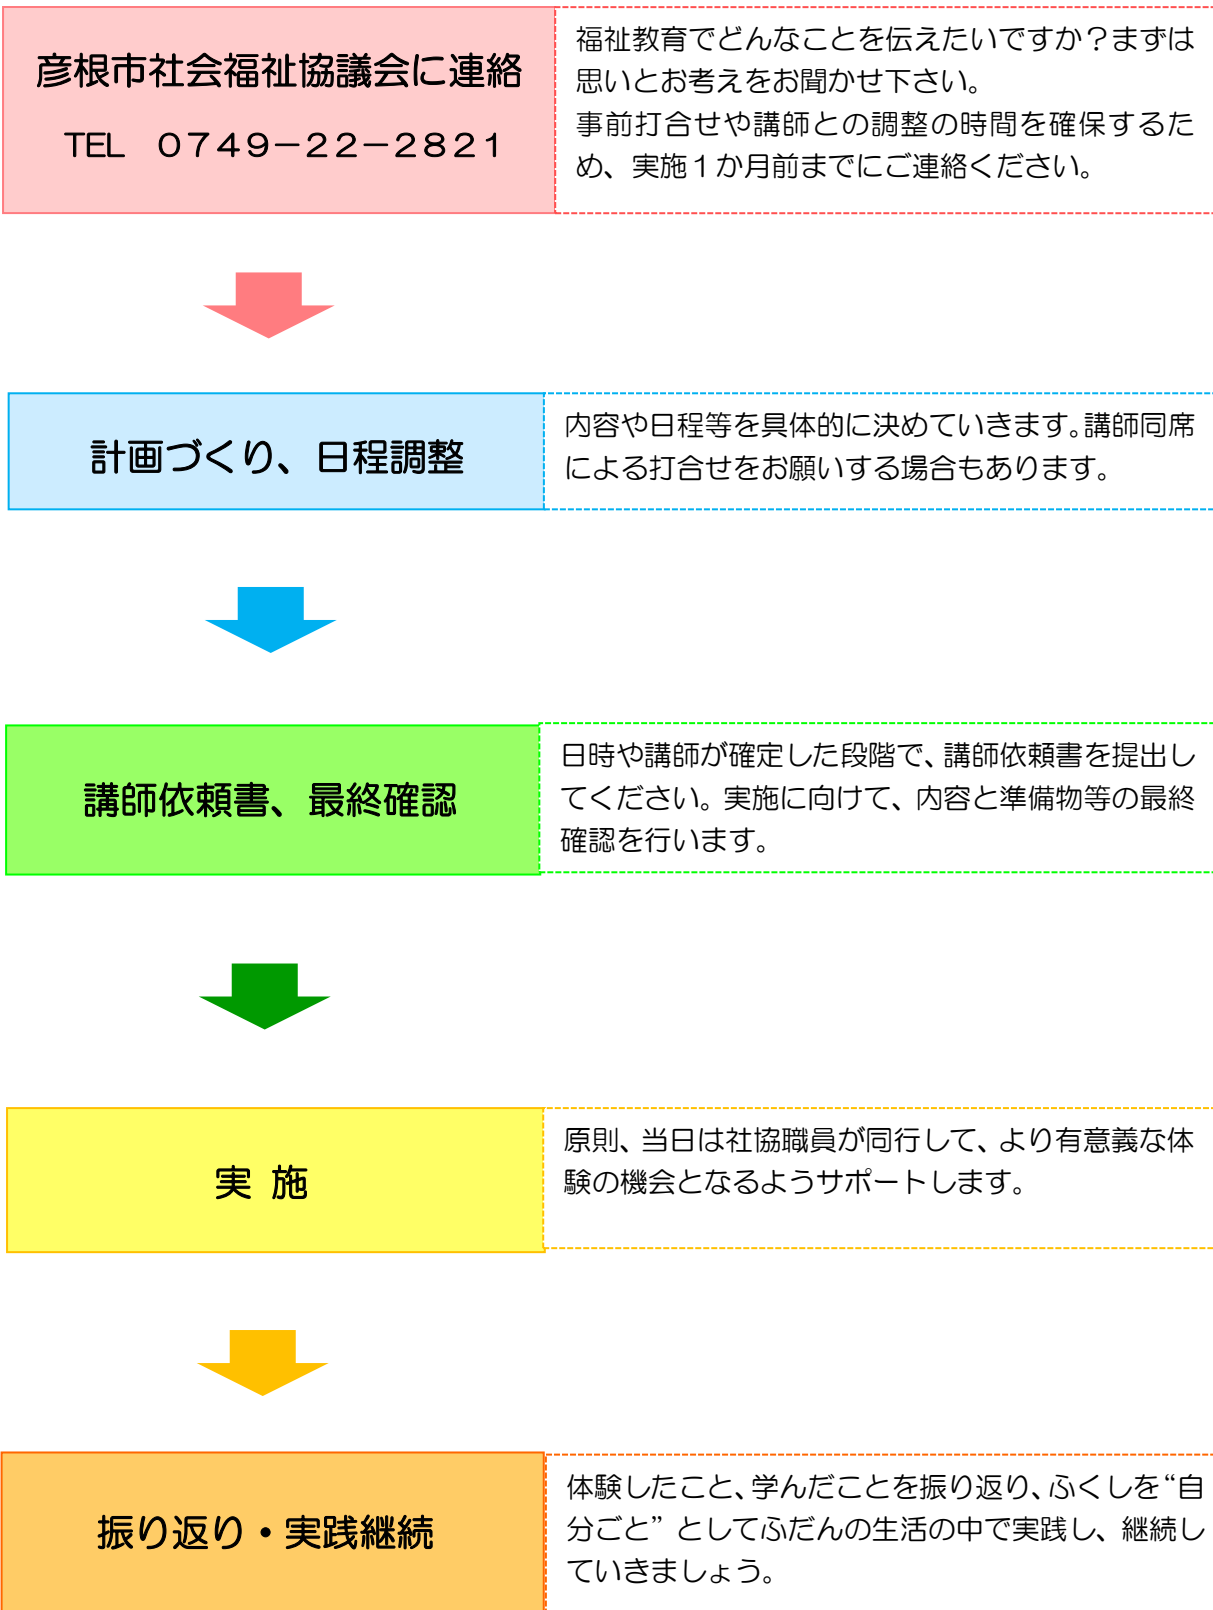 彦根市社会福祉協議会に連絡
TEL　０７４９－２２－２８２１
福祉教育でどんなことを伝えたいですか？まずは
思いとお考えをお聞かせ下さい。
事前打合せや講師との調整の時間を確保するた
め、実施１か月前までにご連絡ください。
計画づくり、日程調整
内容や日程等を具体的に決めていきます。講師同席
による打合せをお願いする場合もあります。
講師依頼書、最終確認
日時や講師が確定した段階で、講師依頼書を提出し
てください。実施に向けて、内容と準備物等の最終
確認を行います。
実 施
原則、当日は社協職員が同行して、より有意義な体
験の機会となるようサポートします。
振り返り・実践継続
体験したこと、学んだことを振り返り、ふくしを“自
分ごと”としてふだんの生活の中で実践し、継続し
ていきましょう。